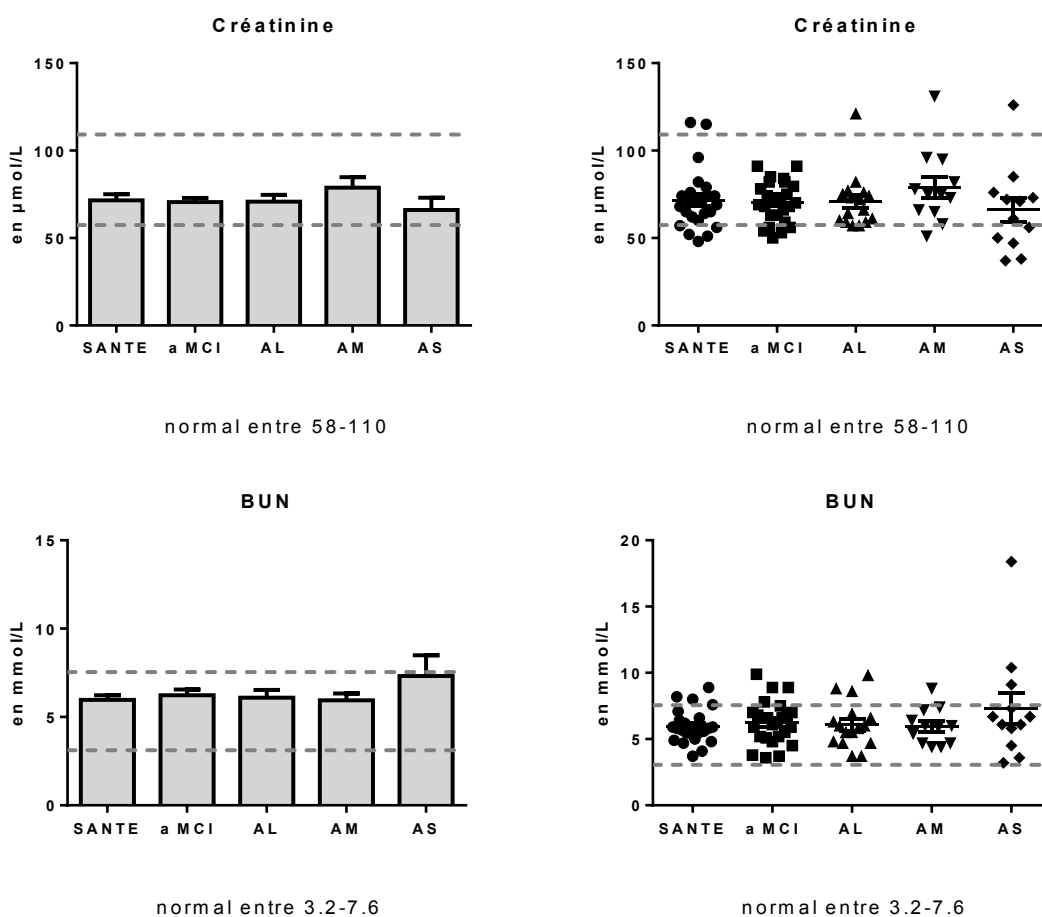 Créatinine
150
100
50
0
en µmol/L
SANTE a MCI AL AM AS
normal entre 58-110
Créatinine
150
100
50
0
en µmol/L
SANTE a MCI AL AM AS
normal entre 58-110
BUN
15
10
5
0
en mmol/L
SANTE a MCI AL AM AS
normal entre 3.2-7.6
BUN
20
15
10
5
0
en mmol/L
SANTE a MCI AL AM AS
normal entre 3.2-7.6